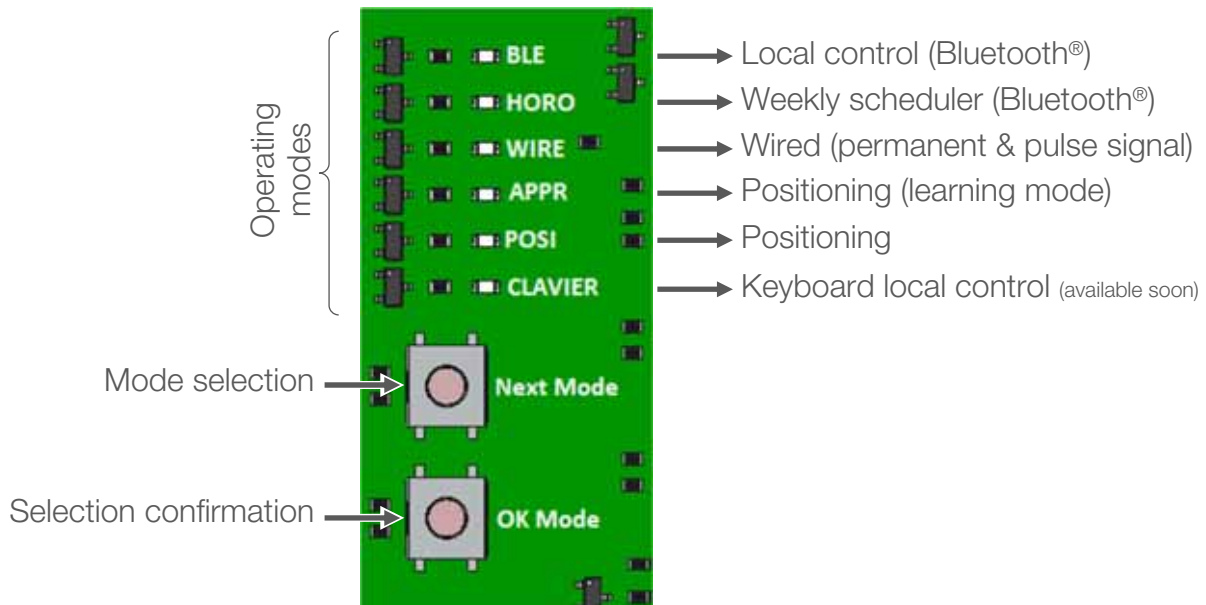 Operating
modes
BLE
Local control (Bluetooth®)
HORO
Weekly scheduler (Bluetooth®)
WIRE
Wired (permanent & pulse signal)
APPR
Positioning (learning mode)
POSI
Positioning
CLAVIER
Keyboard local control (available soon)
Mode selection
Next Mode
Selection confirmation
OK Mode